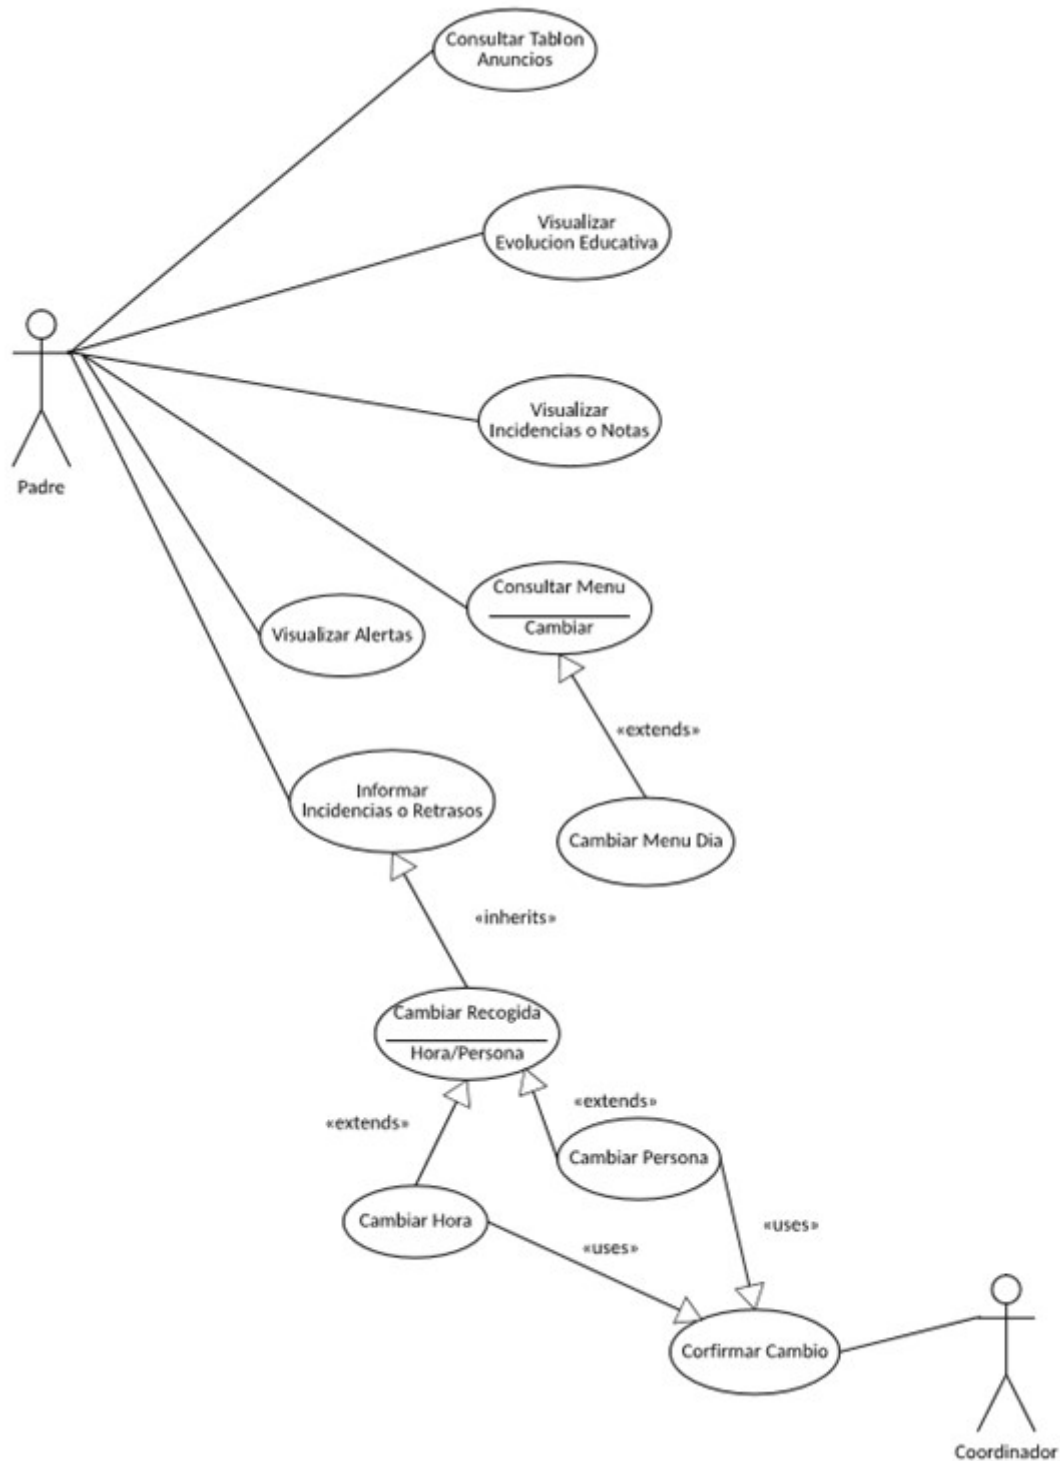 Consultar Tablon
Anuncios
Visualizar
Evolucion Educativa
Padre
Visualizar
Incidencias o Notas
Consultar Menu
Cambiar
Visualizar Alertas
«extends»
Informar
Incidencias o Retrasos
Cambiar Menu Dia
«inherits»
Cambiar Recogida
Hora/Persona
«extends»
«extends»
Cambiar Persona
Cambiar Hora
«uses»
«uses»
Corfirmar Cambio
Coordinador